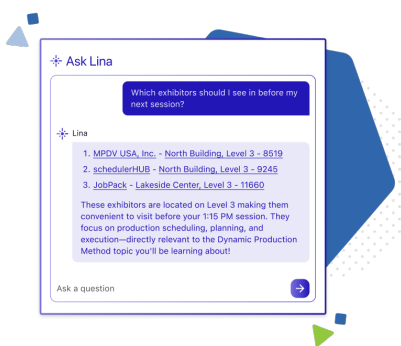 Ask Lina
Which exhibitors should I see in before my
next session?
Lina
1. MPDV USA, Inc. - North Building, Level 3 - 8519
2. schedulerHUB - North Building, Level 3 - 9245
3. JobPack - Lakeside Center, Level 3 - 11660
These exhibitors are located on Level 3 making them
convenient to visit before your 1:15 PM session. They
focus on production scheduling, planning, and
execution—directly relevant to the Dynamic Production
Method topic you'll be learning about!
Ask a question